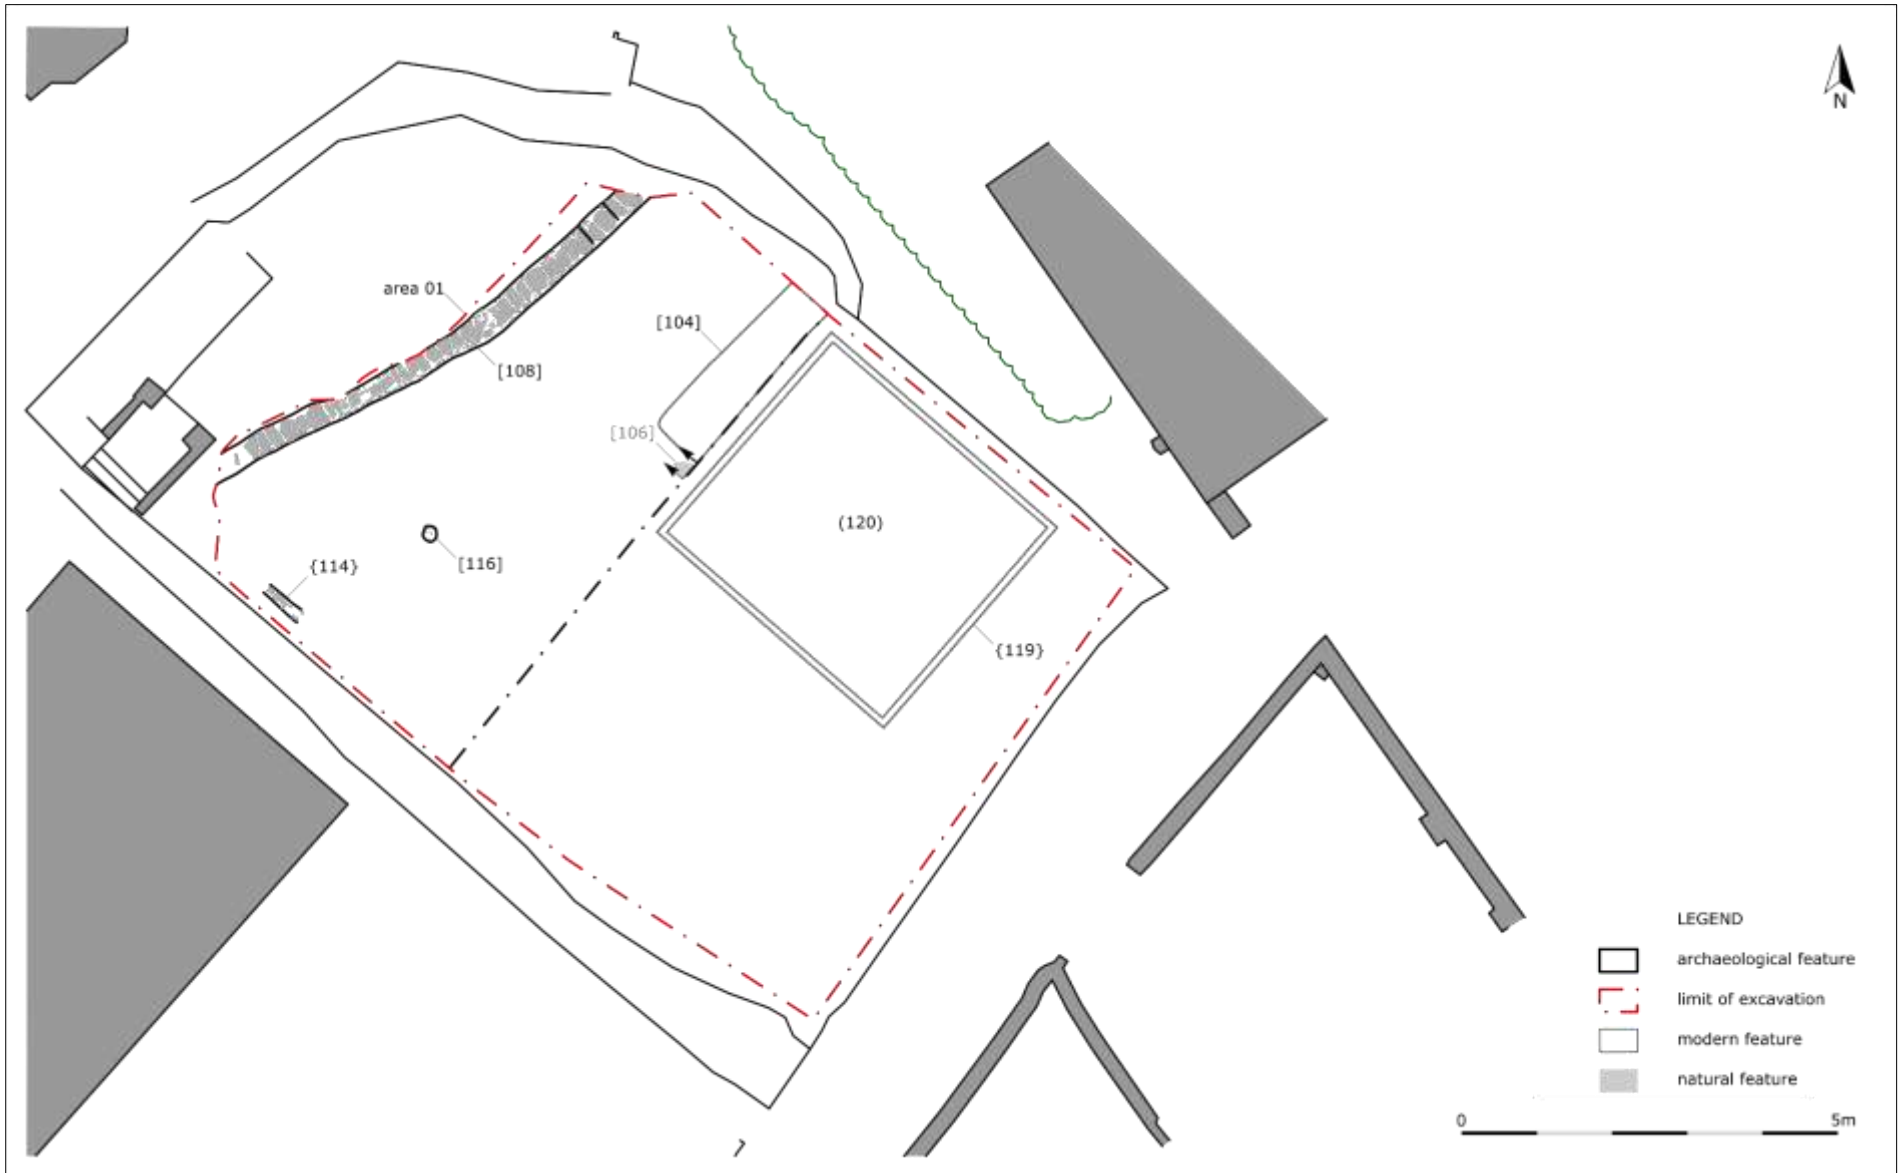 N
area 01
[104]
[108]
[106]
(120)
[116]
{114}
{119}
LEGEND
archaeological feature
limit of excavation
modern feature
natural feature
0 5m